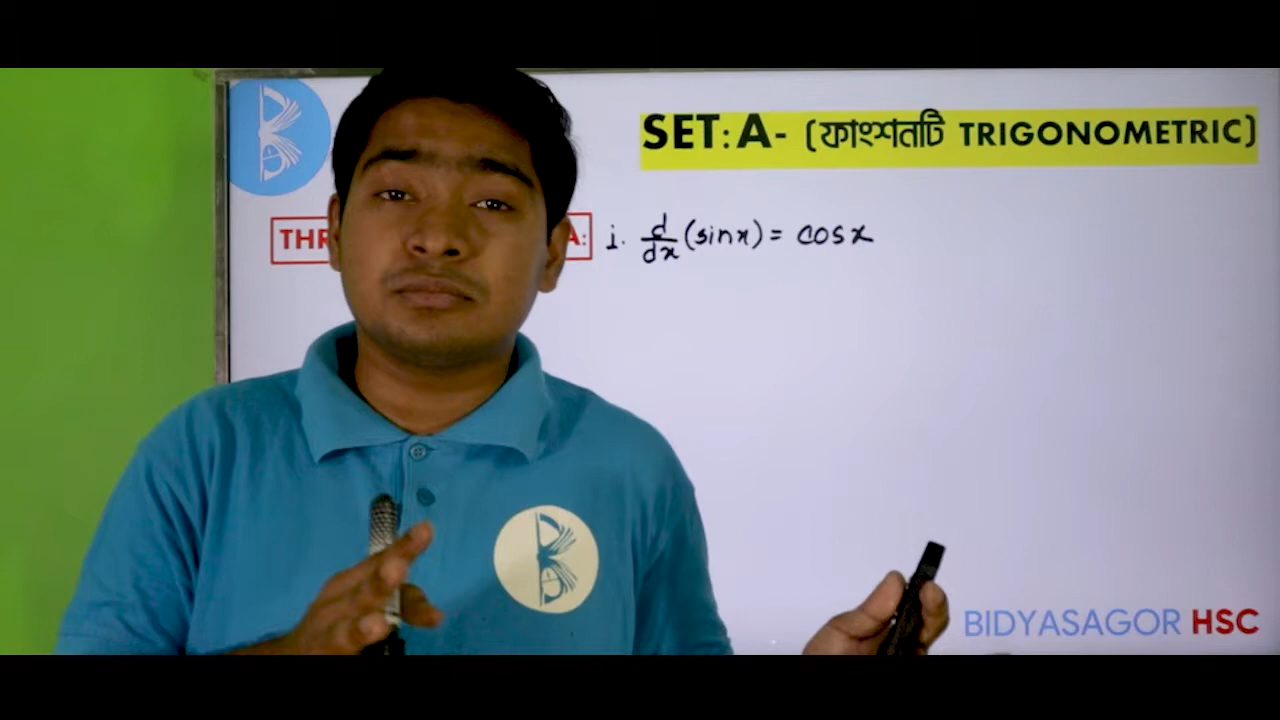 SET: A- (ফাংশনটি TRIGONOMETRIC)
THR A: i. d/dx (sinx) = cosx
BIDYASAGOR HSC